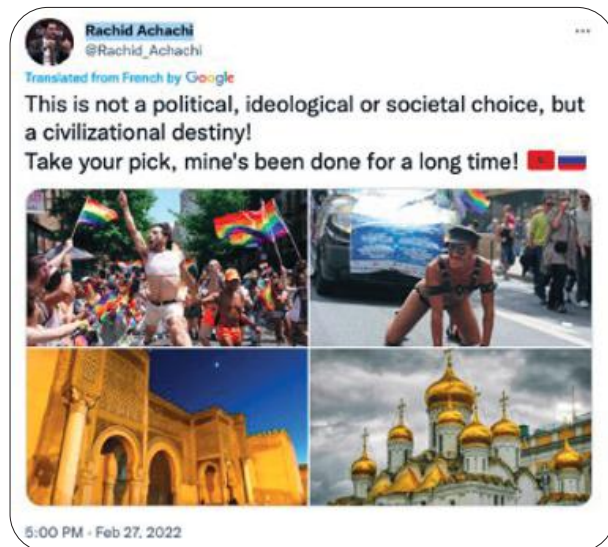 Rachid Achachi
@Rachid_Achachi
Translated from French by Google
This is not a political, ideological or societal choice, but
a civilizational destiny!
Take your pick, mine's been done for a long time!
5:00 PM · Feb 27, 2022